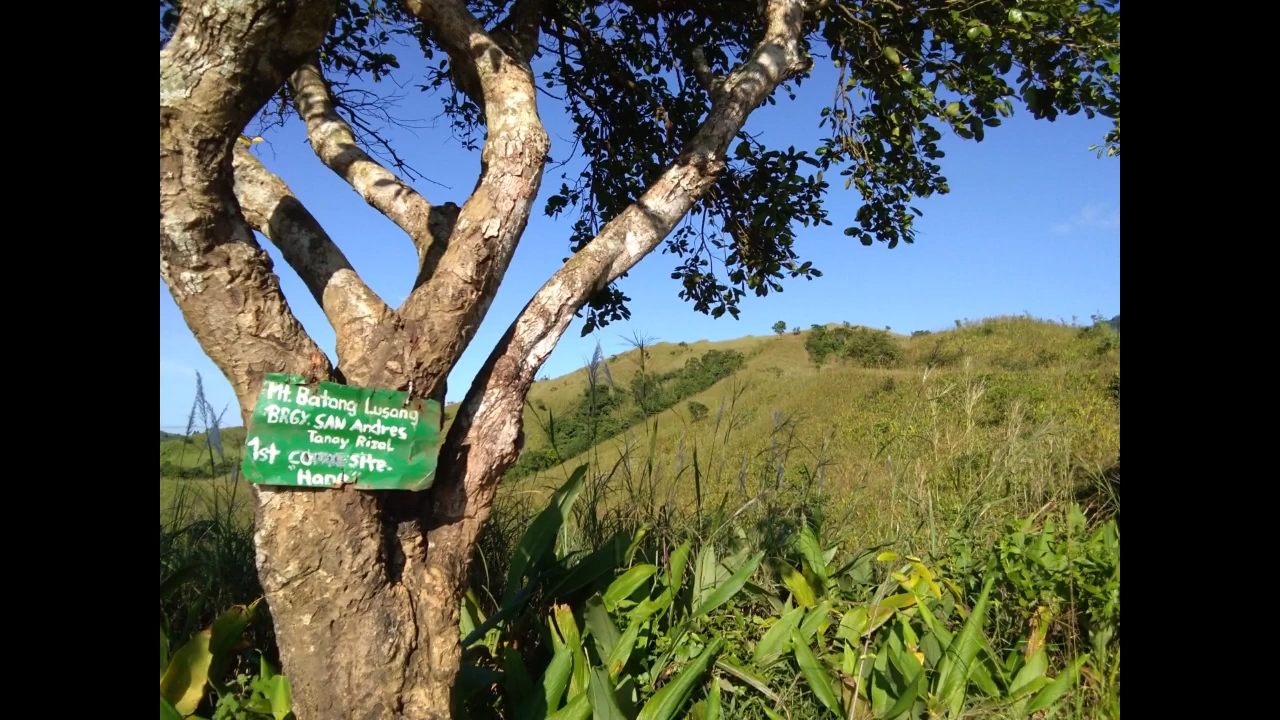 Mt. Batong Lusong
BRGY. SAN Andres
Tanay Rizal
1st site.